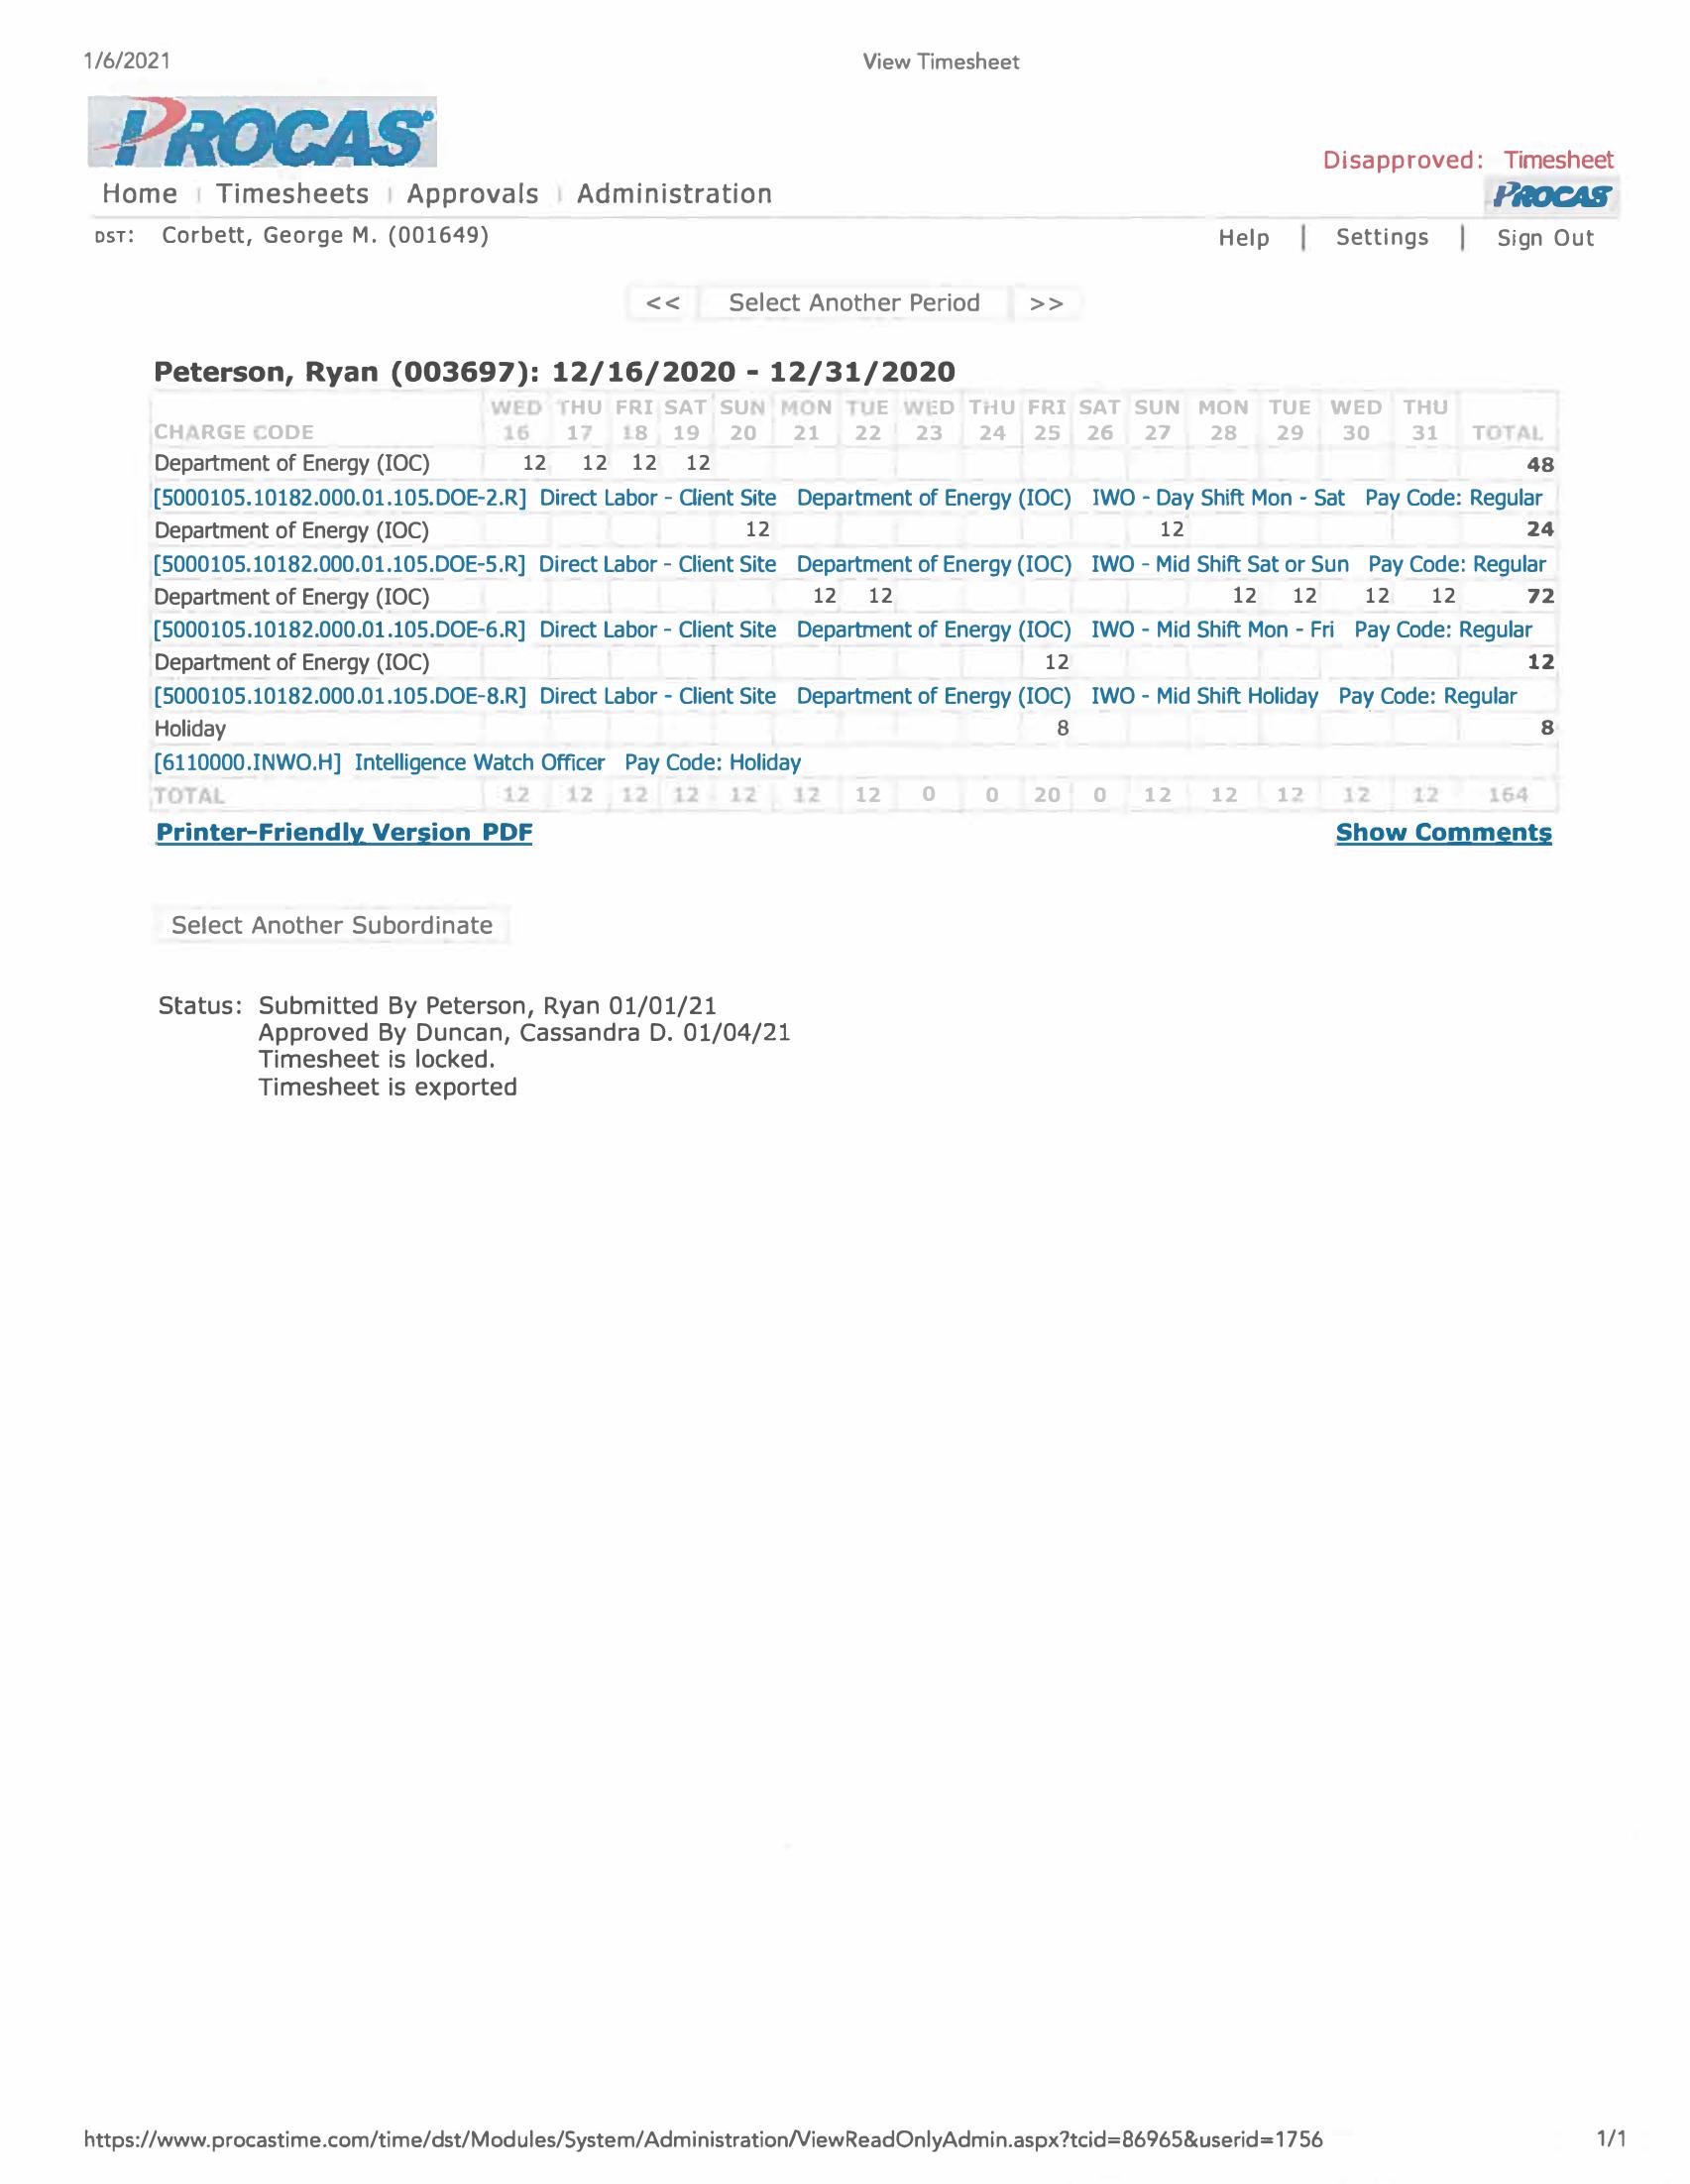 1/6/2021 View Timesheet
PROCAS
Disapproved: Timesheet
Home | Timesheets | Approvals | Administration PROCAS
DST: Corbett, George M. (001649) Help | Settings | Sign Out
<< Select Another Period >>
Peterson, Ryan (003697): 12/16/2020 - 12/31/2020
WED THU FRI SAT SUN MON TUE WED THU FRI SAT SUN MON TUE WED THU
CHARGE CODE 16 17 18 19 20 21 22 23 24 25 26 27 28 29 30 31 TOTAL
Department of Energy (IOC) 12 12 12 12 48
[5000105.10182.000.01.105.DOE-2.R] Direct Labor - Client Site Department of Energy (IOC) IWO - Day Shift Mon - Sat Pay Code: Regular
Department of Energy (IOC) 12 12 24
[5000105.10182.000.01.105.DOE-5.R] Direct Labor - Client Site Department of Energy (IOC) IWO - Mid Shift Sat or Sun Pay Code: Regular
Department of Energy (IOC) 12 12 12 12 12 12 72
[5000105.10182.000.01.105.DOE-6.R] Direct Labor - Client Site Department of Energy (IOC) IWO - Mid Shift Mon - Fri Pay Code: Regular
Department of Energy (IOC) 12 12
[5000105.10182.000.01.105.DOE-8.R] Direct Labor - Client Site Department of Energy (IOC) IWO - Mid Shift Holiday Pay Code: Regular
Holiday 8 8
[6110000.INWO.H] Intelligence Watch Officer Pay Code: Holiday
TOTAL 12 12 12 12 12 12 12 0 0 20 0 12 12 12 12 12 164
Printer-Friendly Version PDF Show Comments
Select Another Subordinate
Status: Submitted By Peterson, Ryan 01/01/21
Approved By Duncan, Cassandra D. 01/04/21
Timesheet is locked.
Timesheet is exported
https://www.procastime.com/time/dst/Modules/System/Administration/ViewReadOnlyAdmin.aspx?tcid=86965&userid=1756 1/1